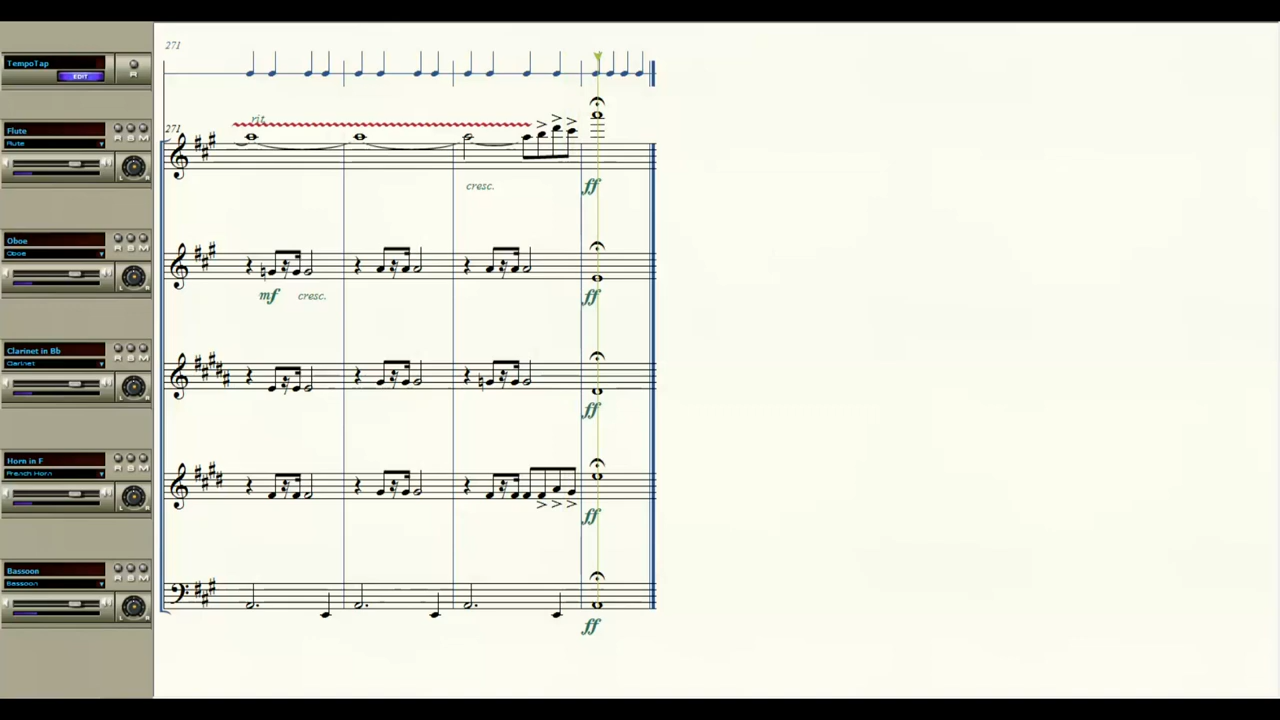 271
TempoTap
EDIT
R
rit.
271
Flute
R S M
Flute
L R
cresc.
ff
Oboe
R S M
Oboe
L R
mf cresc.
ff
Clarinet in Bb
R S M
Clarinet
L R
ff
Horn in F
R S M
French Horn
L R
ff
Bassoon
R S M
Bassoon
L R
ff